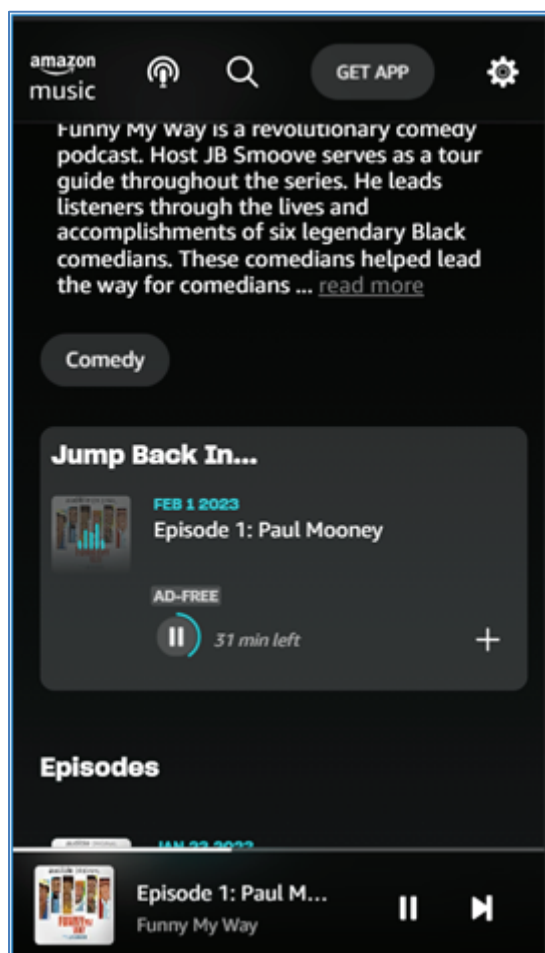 amazon
music
GET APP
Funny My Way is a revolutionary comedy
podcast. Host JB Smoove serves as a tour
guide throughout the series. He leads
listeners through the lives and
accomplishments of six legendary Black
comedians. These comedians helped lead
the way for comedians ... read more
Comedy
Jump Back In...
FEB 1 2023
Episode 1: Paul Mooney
AD-FREE
31 min left
Episodes
Episode 1: Paul M...
Funny My Way
FUNNY MY
WAY